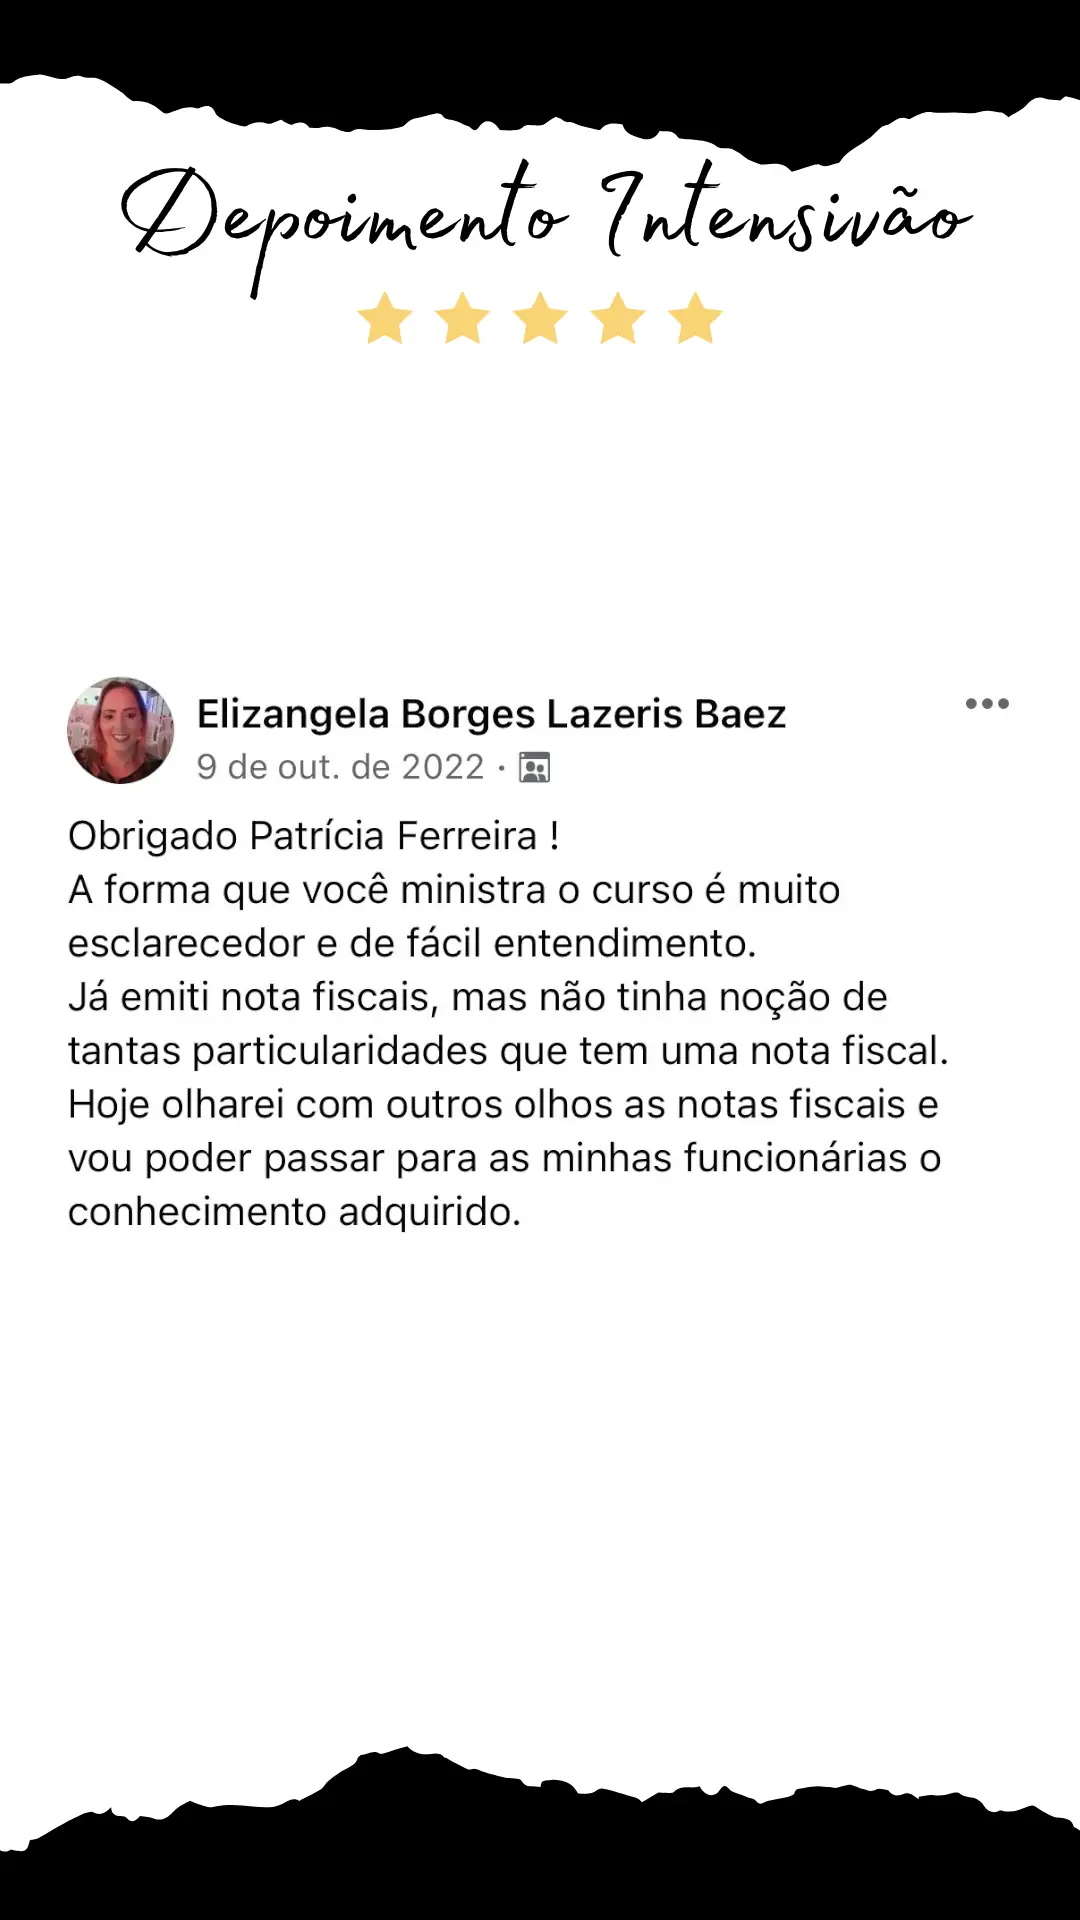 Depoimento Intensivão
Elizangela Borges Lazeris Baez
9 de out. de 2022 ·
Obrigado Patrícia Ferreira !
A forma que você ministra o curso é muito
esclarecedor e de fácil entendimento.
Já emiti nota fiscais, mas não tinha noção de
tantas particularidades que tem uma nota fiscal.
Hoje olharei com outros olhos as notas fiscais e
vou poder passar para as minhas funcionárias o
conhecimento adquirido.